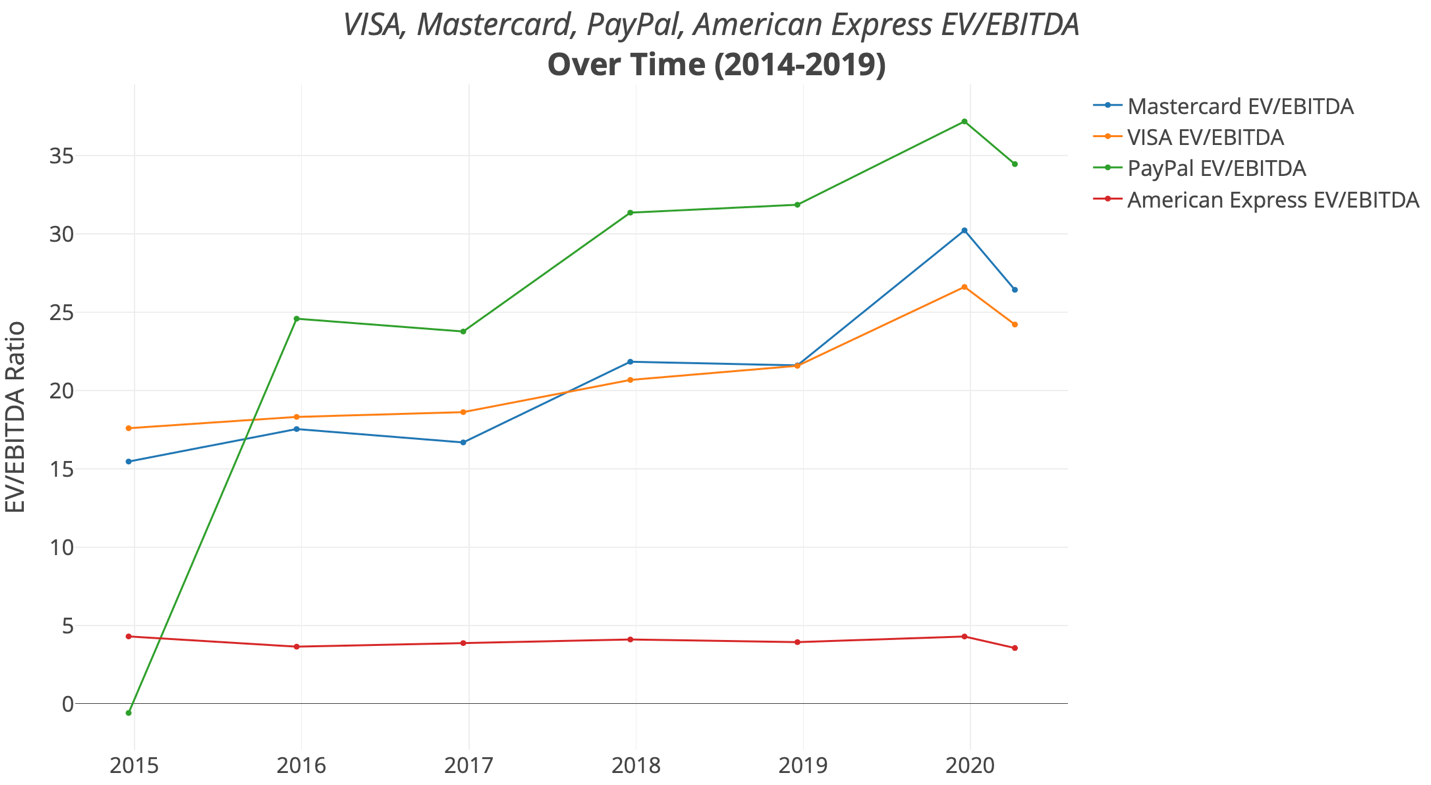 VISA, Mastercard, PayPal, American Express EV/EBITDA
Over Time (2014-2019)
Mastercard EV/EBITDA
VISA EV/EBITDA
PayPal EV/EBITDA
American Express EV/EBITDA
EV/EBITDA Ratio
35
30
25
20
15
10
5
0
2015 2016 2017 2018 2019 2020